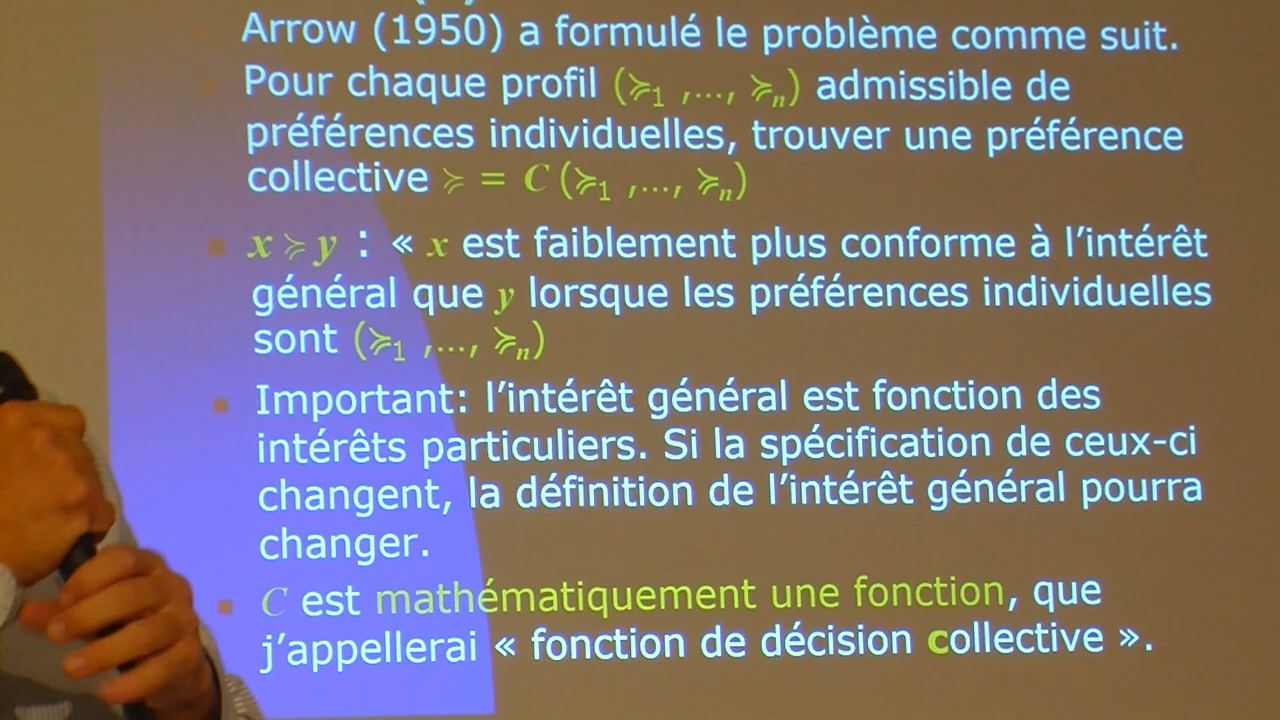 Arrow (1950) a formulé le problème comme suit.
Pour chaque profil (≽₁ ,..., ≽ₙ) admissible de
préférences individuelles, trouver une préférence
collective ≽ = C (≽₁ ,..., ≽ₙ)
x ≽ y : « x est faiblement plus conforme à l'intérêt
général que y lorsque les préférences individuelles
sont (≽₁ ,..., ≽ₙ)
Important: l'intérêt général est fonction des
intérêts particuliers. Si la spécification de ceux-ci
changent, la définition de l'intérêt général pourra
changer.
C est mathématiquement une fonction, que
j'appellerai « fonction de décision collective ».